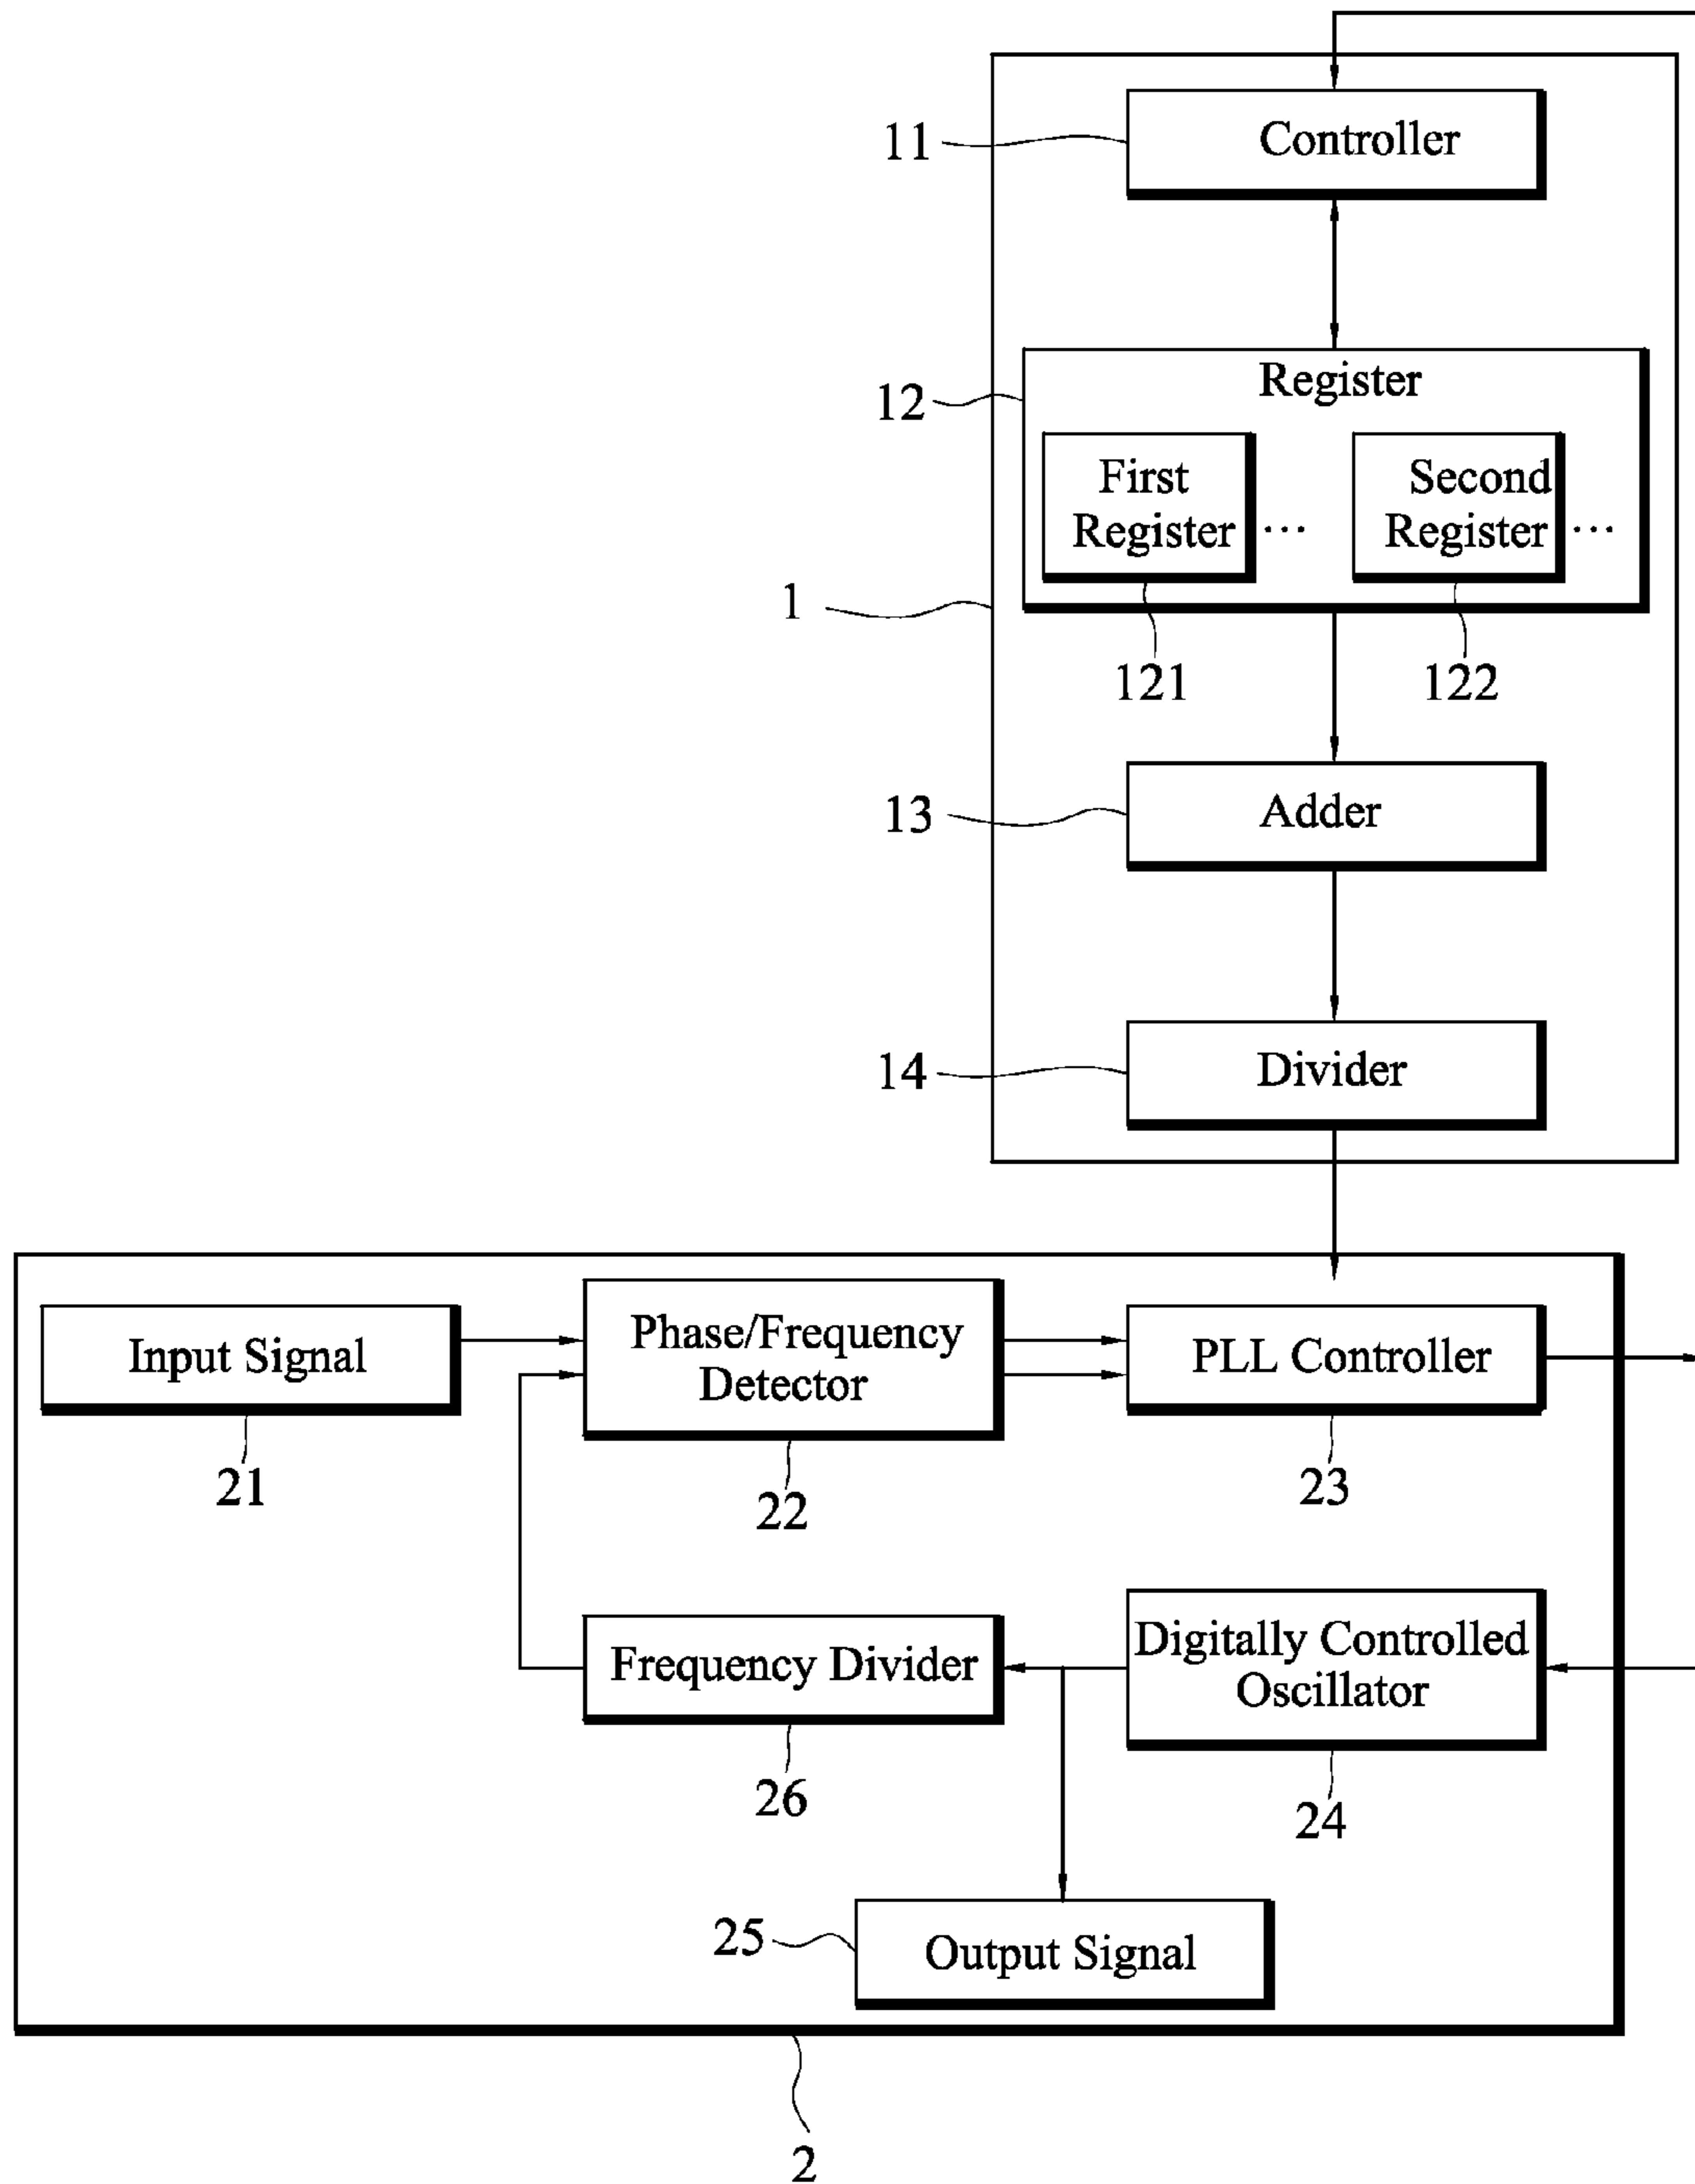 11
Controller
12
Register
First
Register
...
Second
Register
...
1
121
122
13
Adder
14
Divider
Input Signal
Phase/Frequency
Detector
PLL Controller
21
22
23
Frequency Divider
Digitally Controlled
Oscillator
26
24
25
Output Signal
2